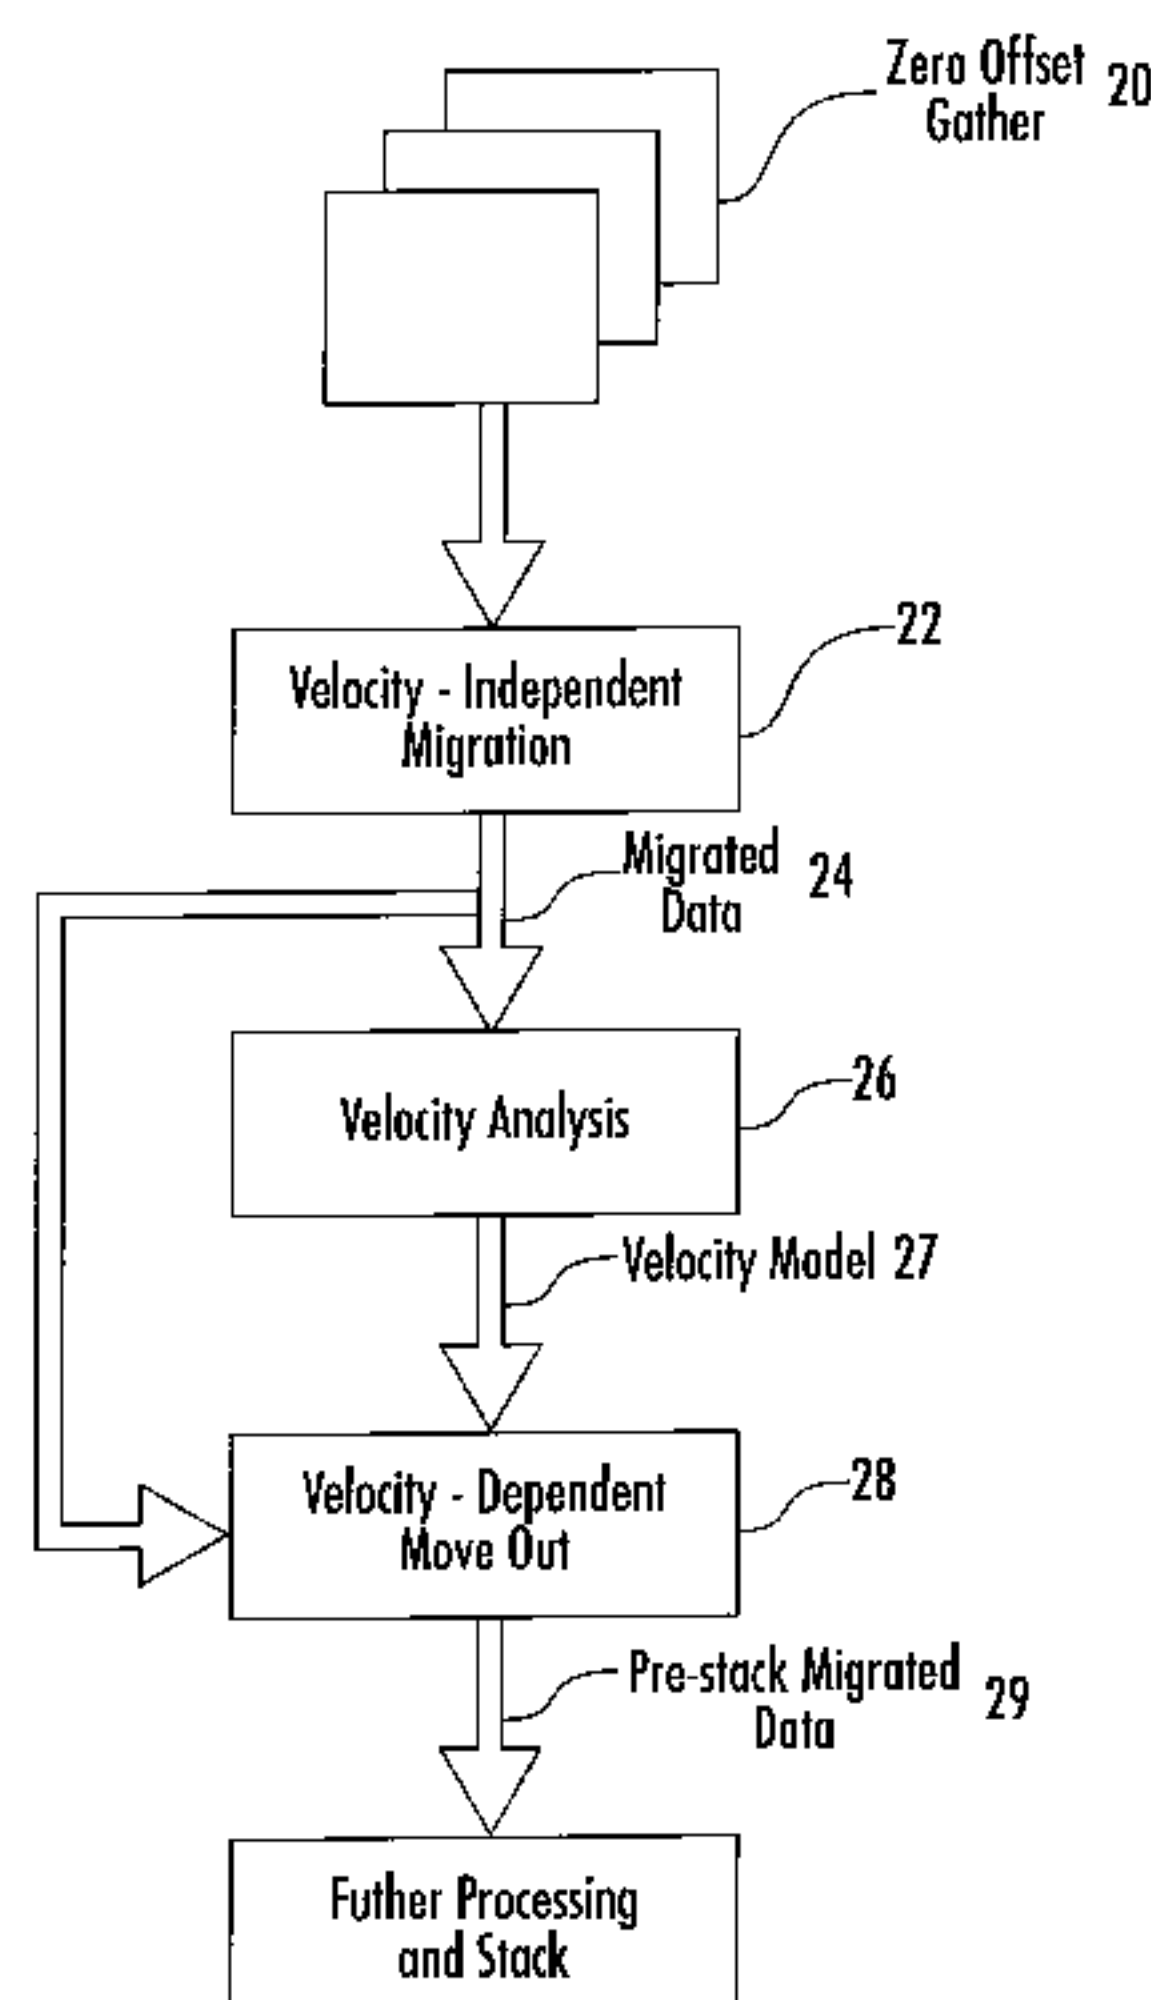 Zero Offset 20
Gather
22
Velocity - Independent
Migration
Migrated 24
Data
26
Velocity Analysis
Velocity Model 27
28
Velocity - Dependent
Move Out
Pre-stack Migrated 29
Data
Futher Processing
and Stack